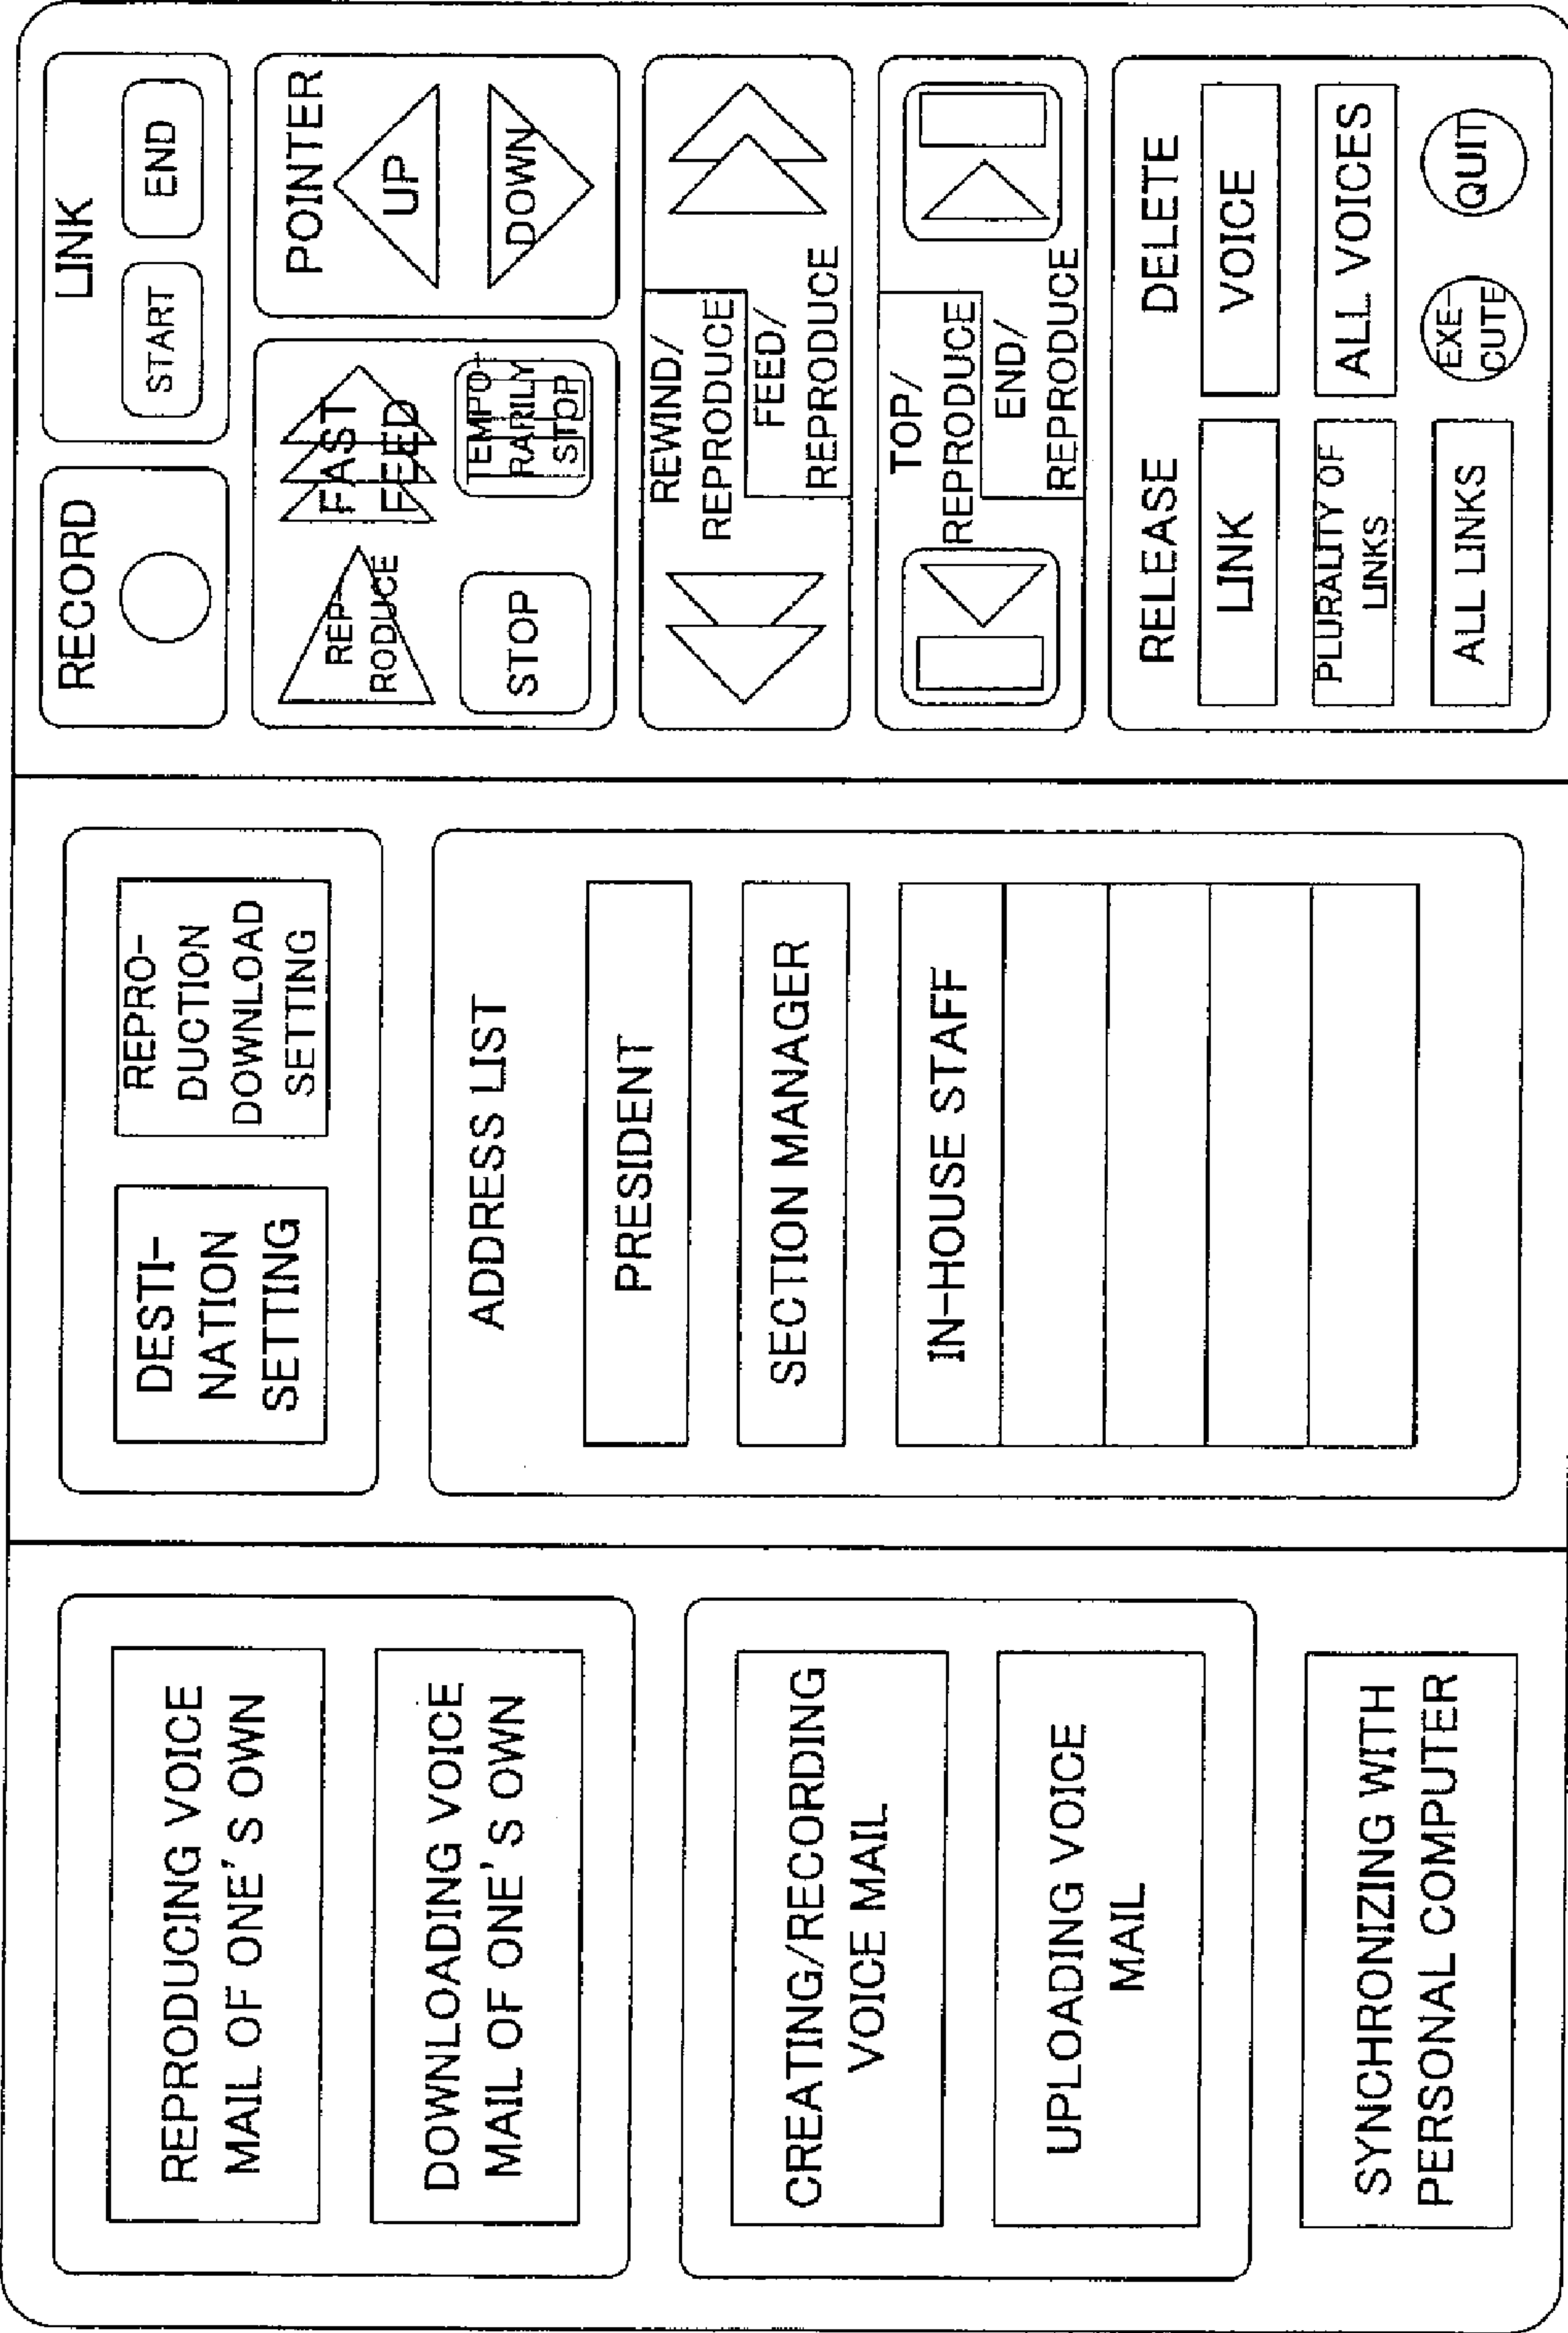 REPRODUCING VOICE
MAIL OF ONE'S OWN
DOWNLOADING VOICE
MAIL OF ONE'S OWN
CREATING/RECORDING
VOICE MAIL
UPLOADING VOICE
MAIL
SYNCHRONIZING WITH
PERSONAL COMPUTER
DESTI-
NATION
SETTING
REPRO-
DUCTION
DOWNLOAD
SETTING
ADDRESS LIST
PRESIDENT
SECTION MANAGER
IN-HOUSE STAFF
RECORD
LINK
START
END
REP-
RODUCE
FAST
FEED
STOP
TEMPO-
RARILY
STOP
POINTER
UP
DOWN
REWIND/
REPRODUCE
FEED/
REPRODUCE
TOP/
REPRODUCE
END/
REPRODUCE
RELEASE
LINK
PLURALITY OF
LINKS
ALL LINKS
DELETE
VOICE
ALL VOICES
EXE-
CUTE
QUIT